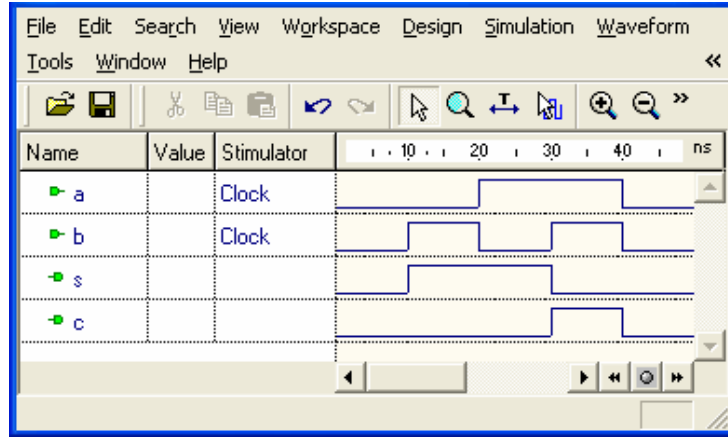 File Edit Search View Workspace Design Simulation Waveform
Tools Window Help
Name Value Stimulator 10 20 30 40 ns
a Clock
b Clock
s
c